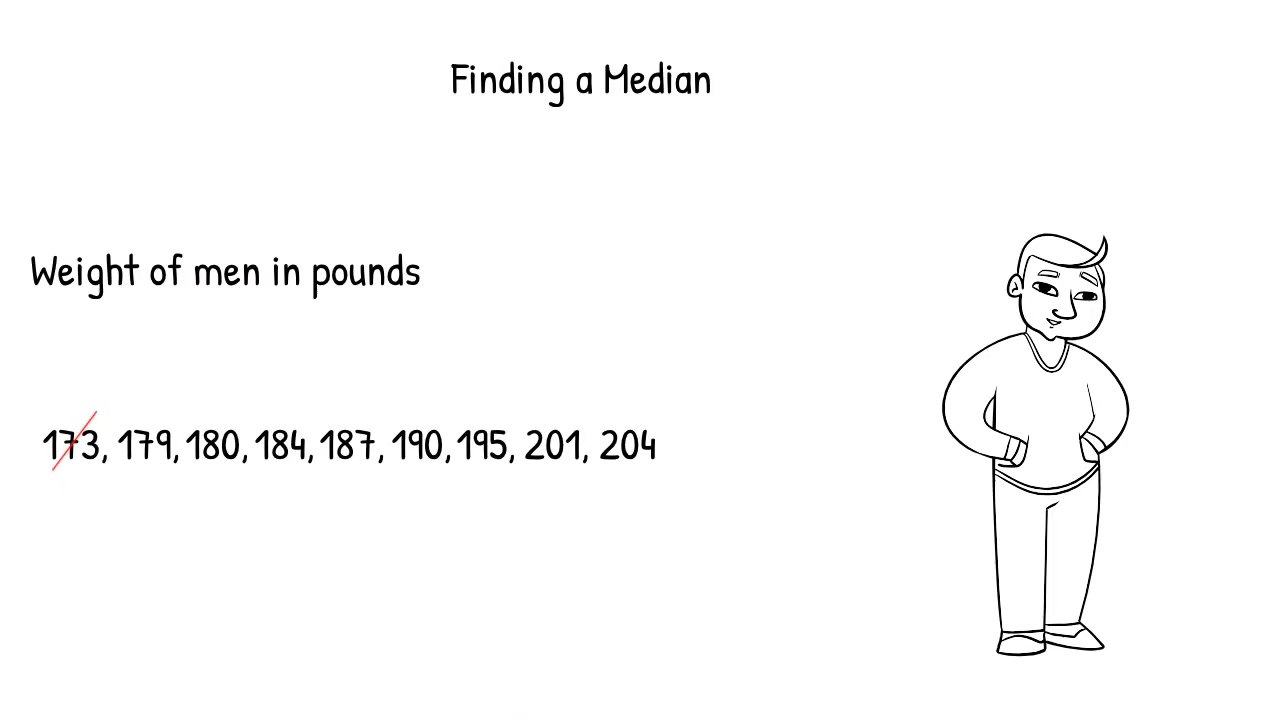 Finding a Median
Weight of men in pounds
173, 179, 180, 184, 187, 190, 195, 201, 204